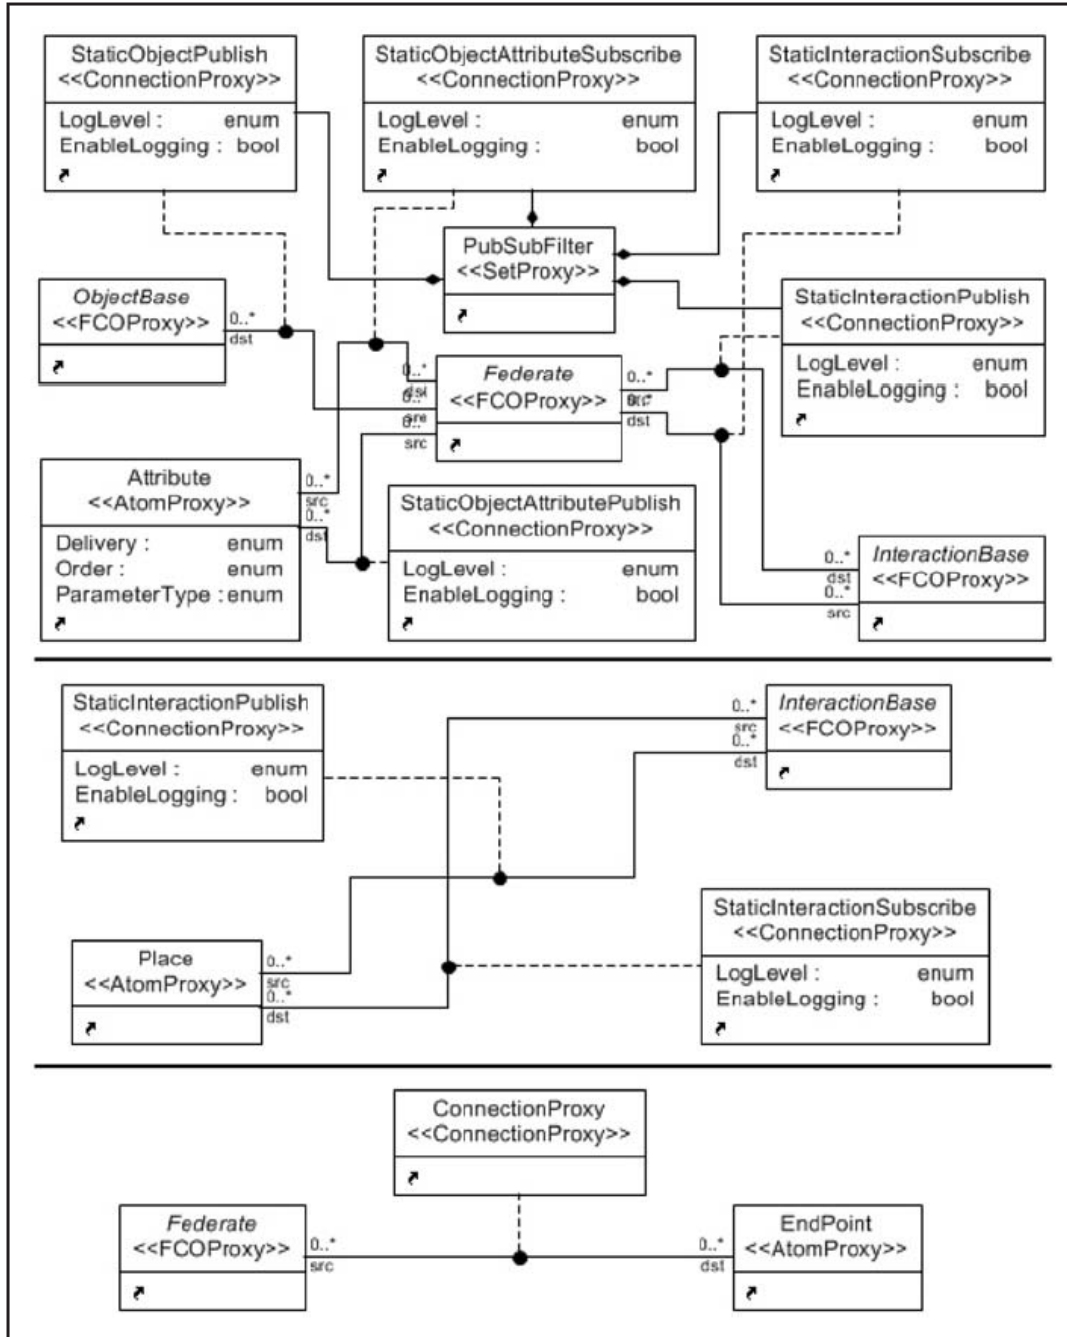 StaticObjectPublish
<<ConnectionProxy>>
LogLevel : enum
EnableLogging : bool
StaticObjectAttributeSubscribe
<<ConnectionProxy>>
LogLevel : enum
EnableLogging : bool
StaticInteractionSubscribe
<<ConnectionProxy>>
LogLevel : enum
EnableLogging : bool
PubSubFilter
<<SetProxy>>
ObjectBase
<<FCOProxy>>
0..*
dst
StaticInteractionPublish
<<ConnectionProxy>>
LogLevel : enum
EnableLogging : bool
Federate
<<FCOProxy>>
0..*
dst
0..
src
0..
src
0..*
src
0..*
dst
Attribute
<<AtomProxy>>
Delivery : enum
Order : enum
ParameterType : enum
0..*
src
0..*
dst
StaticObjectAttributePublish
<<ConnectionProxy>>
LogLevel : enum
EnableLogging : bool
InteractionBase
<<FCOProxy>>
0..*
dst
0..*
src
StaticInteractionPublish
<<ConnectionProxy>>
LogLevel : enum
EnableLogging : bool
InteractionBase
<<FCOProxy>>
0..*
src
0..*
dst
StaticInteractionSubscribe
<<ConnectionProxy>>
LogLevel : enum
EnableLogging : bool
Place
<<AtomProxy>>
0..*
src
0..*
dst
ConnectionProxy
<<ConnectionProxy>>
Federate
<<FCOProxy>>
0..*
src
0..*
dst
EndPoint
<<AtomProxy>>